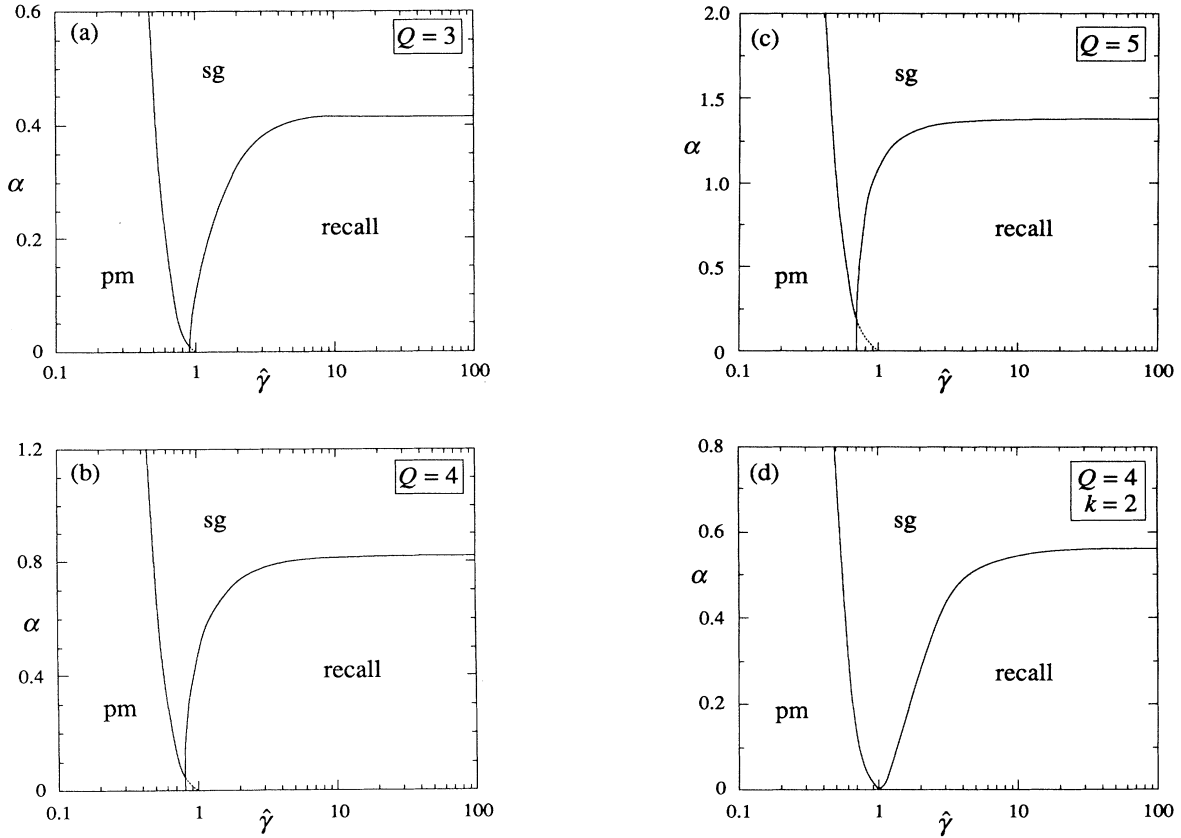 (a)
Q = 3
0.6
0.4
0.2
0
α
sg
recall
pm
0.1
1
10
100
γ̂
(c)
Q = 5
2.0
1.5
1.0
0.5
0
α
sg
recall
pm
0.1
1
10
100
γ̂
(b)
Q = 4
1.2
0.8
0.4
0
α
sg
recall
pm
0.1
1
10
100
γ̂
(d)
Q = 4
k = 2
0.8
0.6
0.4
0.2
0
α
sg
recall
pm
0.1
1
10
100
γ̂